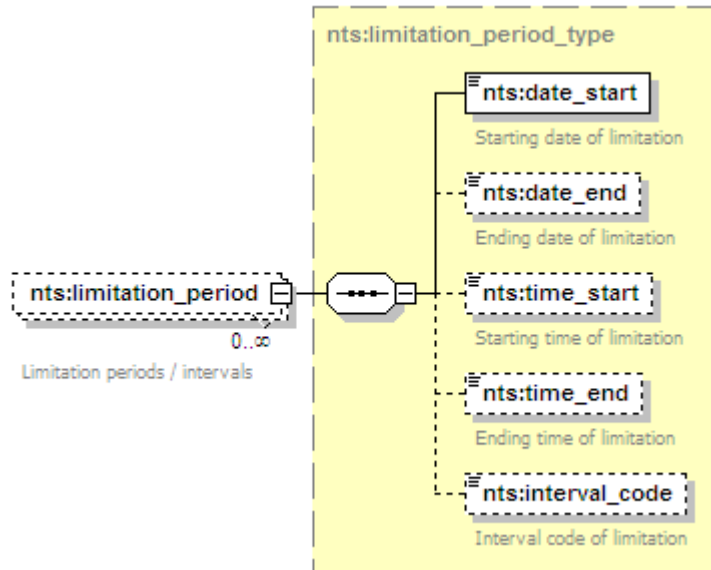 nts:limitation_period_type
nts:date_start
Starting date of limitation
nts:date_end
Ending date of limitation
nts:limitation_period
0..∞
Limitation periods / intervals
nts:time_start
Starting time of limitation
nts:time_end
Ending time of limitation
nts:interval_code
Interval code of limitation